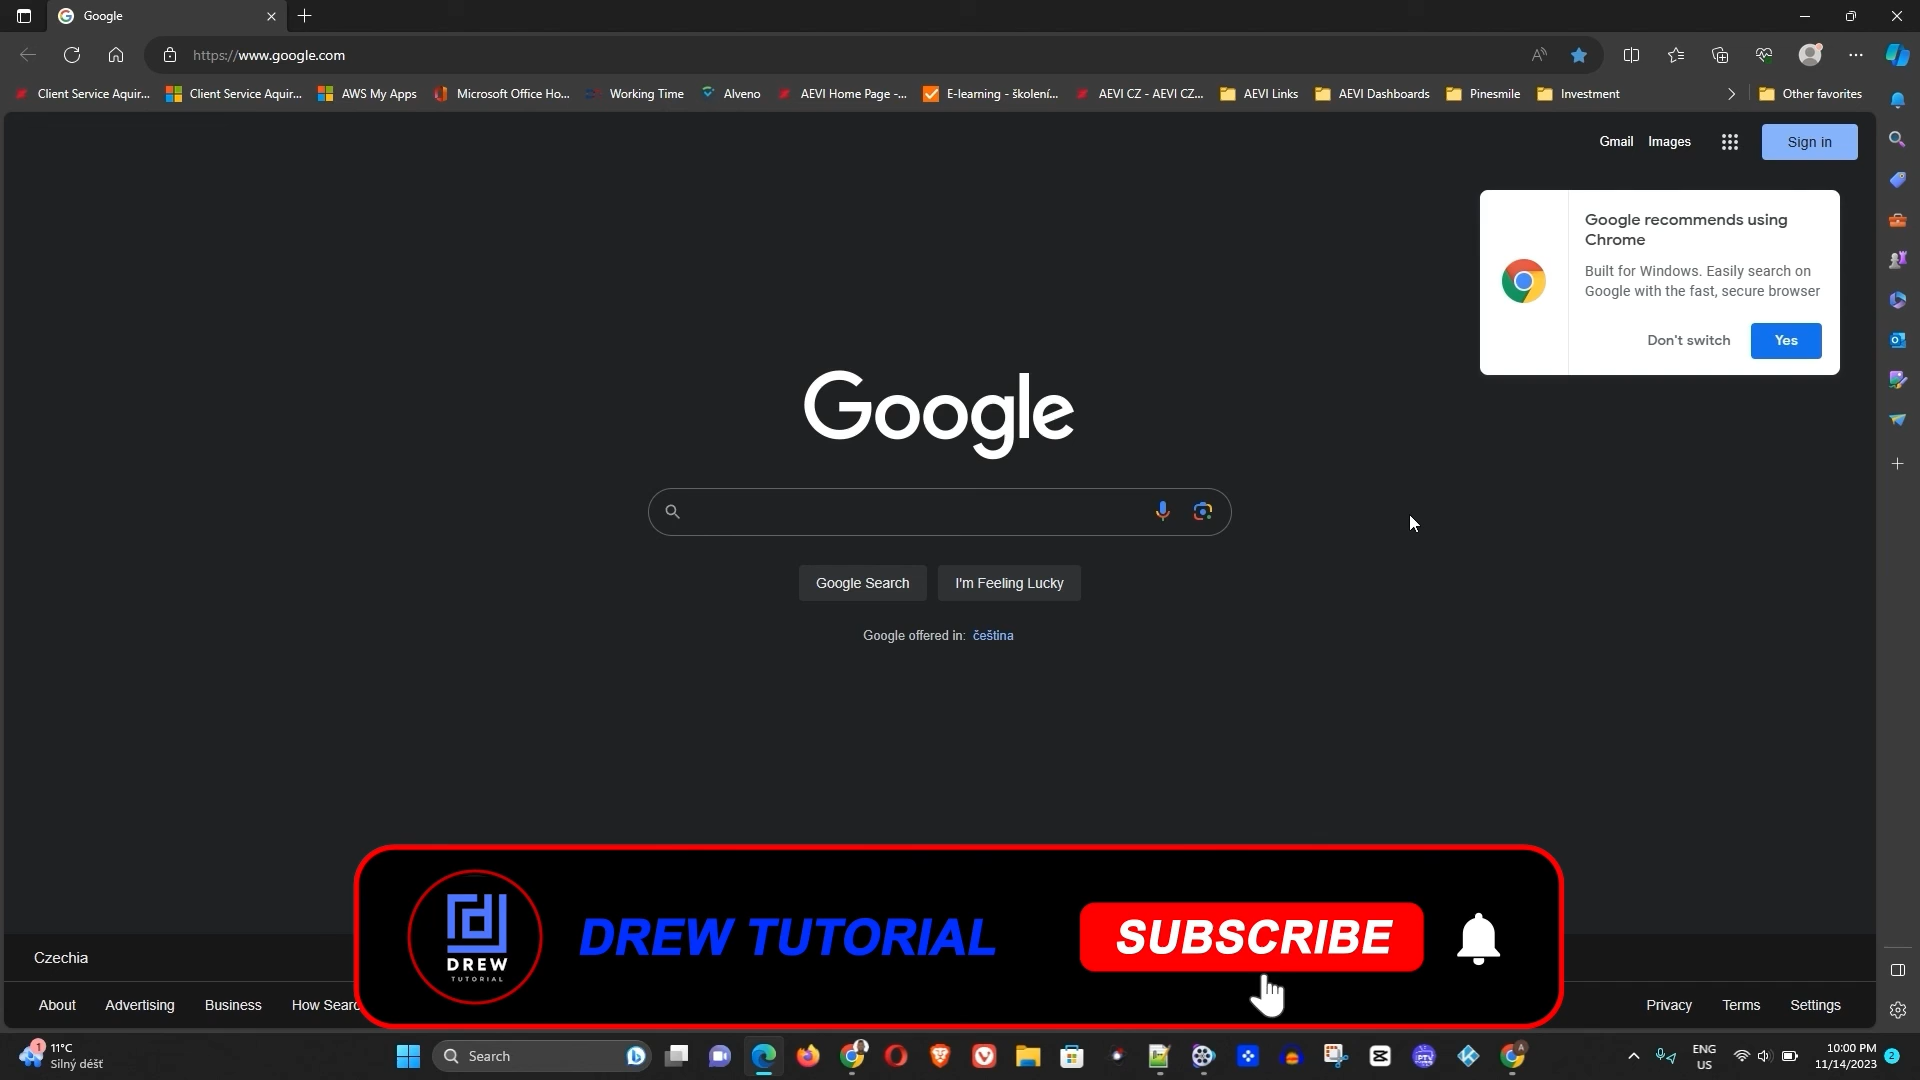 Google
https://www.google.com
Client Service Aquir...
Client Service Aquir...
AWS My Apps
Microsoft Office Ho...
Working Time
Alveno
AEVI Home Page -...
E-learning - školení...
AEVI CZ - AEVI CZ...
AEVI Links
AEVI Dashboards
Pinesmile
Investment
Other favorites
Gmail
Images
Sign in
Google recommends using
Chrome
Built for Windows. Easily search on
Google with the fast, secure browser
Don't switch
Yes
Google
Google Search
I'm Feeling Lucky
Google offered in: čeština
DREW
TUTORIAL
DREW TUTORIAL
SUBSCRIBE
Czechia
About
Advertising
Business
How Searc
Privacy
Terms
Settings
1
11°C
Silný déšť
Search
IPTV
A
ENG
US
10:00 PM
11/14/2023
2